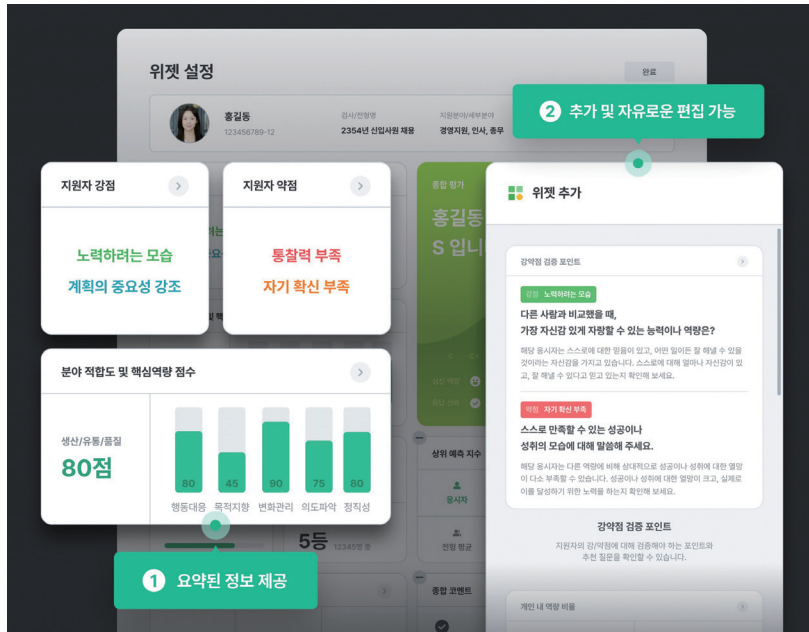 위젯 설정
완료
홍길동
123456789-12
검사/전형명
2354년 신입사원 채용
지원분야/세부분야
경영지원, 인사, 총무
2 추가 및 자유로운 편집 가능
지원자 강점
노력하려는 모습
계획의 중요성 강조
지원자 약점
통찰력 부족
자기 확신 부족
종합 평가
홍길동
S 입니
분야 적합도 및 핵심역량 점수
생산/유통/품질
80점
80
45
90
75
80
행동대응
목적지향
변화관리
의도파악
정직성
5등 12345명 중
1 요약된 정보 제공
상위 예측 지수
응시자
전형 평균
종합 코멘트
위젯 추가
강약점 검증 포인트
강점 노력하려는 모습
다른 사람과 비교했을 때,
가장 자신감 있게 자랑할 수 있는 능력이나 역량은?
해당 응시자는 스스로에 대한 믿음이 있고, 어떤 일이든 잘 해낼 수 있을
것이라는 자신감을 가지고 있습니다. 스스로에 대해 얼마나 자신감이 있
고, 잘 해낼 수 있다고 믿고 있는지 확인해 보세요.
약점 자기 확신 부족
스스로 만족할 수 있는 성공이나
성취의 모습에 대해 말씀해 주세요.
해당 응시자는 다른 역량에 비해 상대적으로 성공이나 성취에 대한 열망
이 다소 부족할 수 있습니다. 성공이나 성취에 대한 열망이 크고, 실제로
이를 달성하기 위한 노력을 하는지 확인해 보세요.
강약점 검증 포인트
지원자의 강/약점에 대해 검증해야 하는 포인트와
추천 질문을 확인할 수 있습니다.
개인 내 역량 비율